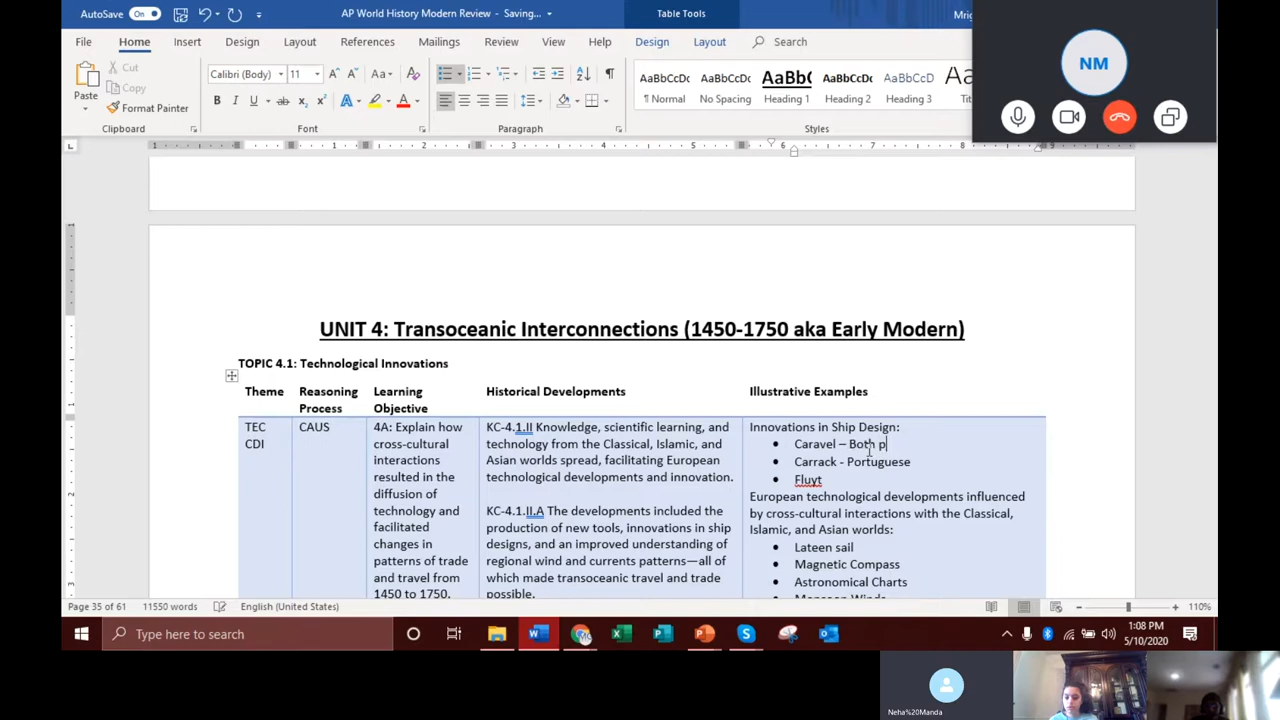 AutoSave On AP World History Modern Review - Saving... Table Tools
NM
File Home Insert Design Layout References Mailings Review View Help Design Layout Search
Paste
Cut
Copy
Format Painter
Calibri (Body) 11
AaBbCcDc AaBbCcDc AaBbC AaBbCcDc AaBbCcD
¶ Normal No Spacing Heading 1 Heading 2 Heading 3
Clipboard Font Paragraph Styles
UNIT 4: Transoceanic Interconnections (1450-1750 aka Early Modern)
TOPIC 4.1: Technological Innovations
Theme
Reasoning
Process
Learning
Objective
Historical Developments
Illustrative Examples
TEC
CDI
CAUS
4A: Explain how
cross-cultural
interactions
resulted in the
diffusion of
technology and
facilitated
changes in
patterns of trade
and travel from
1450 to 1750.
KC-4.1.II Knowledge, scientific learning, and
technology from the Classical, Islamic, and
Asian worlds spread, facilitating European
technological developments and innovation.
KC-4.1.II.A The developments included the
production of new tools, innovations in ship
designs, and an improved understanding of
regional wind and currents patterns—all of
which made transoceanic travel and trade
possible.
Innovations in Ship Design:
• Caravel – Both p
• Carrack - Portuguese
• Fluyt
European technological developments influenced
by cross-cultural interactions with the Classical,
Islamic, and Asian worlds:
• Lateen sail
• Magnetic Compass
• Astronomical Charts
Page 35 of 61 11550 words English (United States) 110%
Type here to search
1:08 PM
5/10/2020
Neha%20Manda